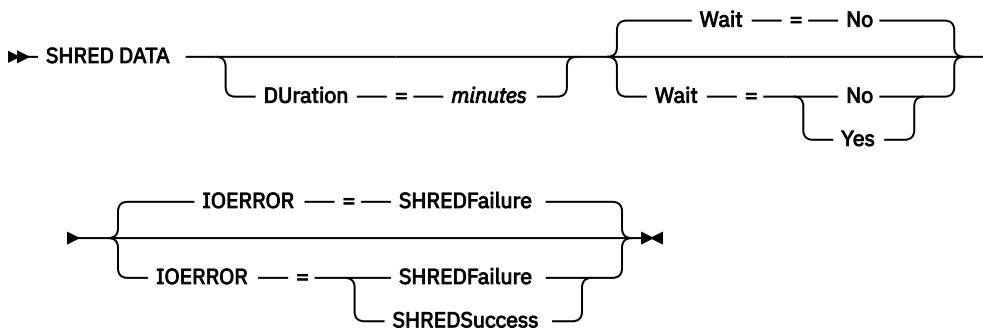 Wait = No
SHRED DATA
DUration = minutes Wait = No
Yes
IOERROR = SHREDFailure
IOERROR = SHREDFailure
SHREDSuccess